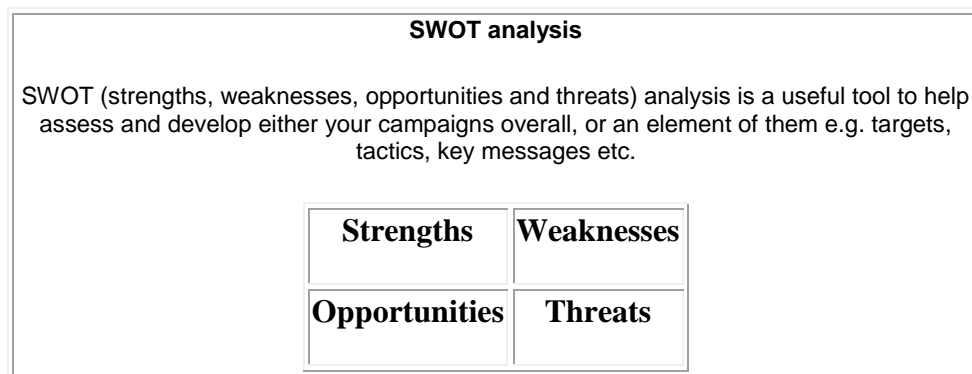 SWOT analysis
SWOT (strengths, weaknesses, opportunities and threats) analysis is a useful tool to help
assess and develop either your campaigns overall, or an element of them e.g. targets,
tactics, key messages etc.
Strengths Weaknesses
Opportunities Threats